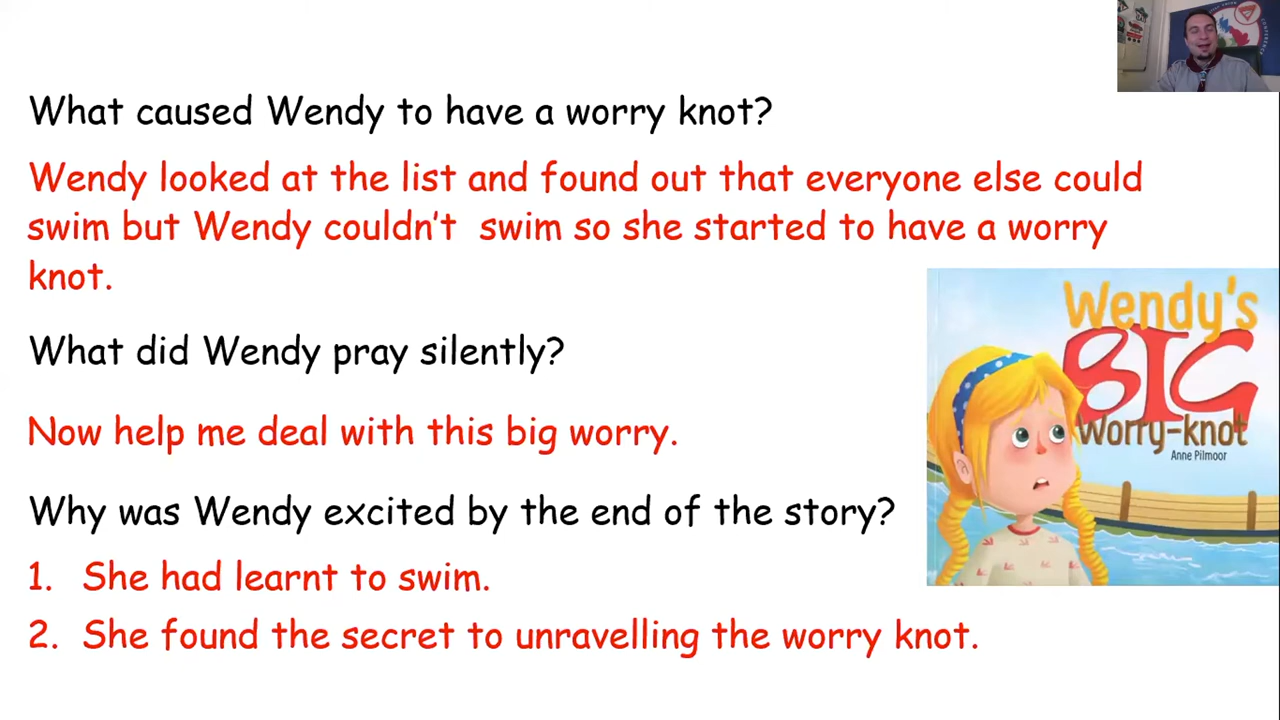 What caused Wendy to have a worry knot?
Wendy looked at the list and found out that everyone else could
swim but Wendy couldn't swim so she started to have a worry
knot.
What did Wendy pray silently?
Now help me deal with this big worry.
Why was Wendy excited by the end of the story?
1. She had learnt to swim.
2. She found the secret to unravelling the worry knot.
Wendy's
BIG
Worry-knot
Anne Pilmoor